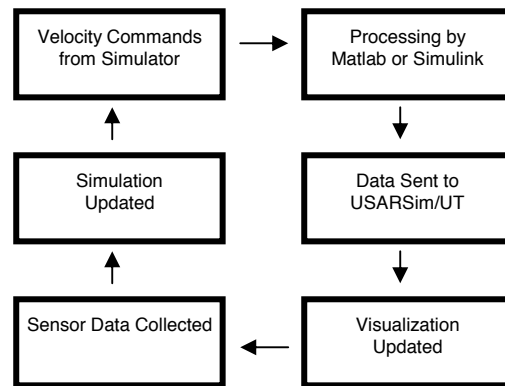 Velocity Commands
from Simulator
Processing by
Matlab or Simulink
Simulation
Updated
Data Sent to
USARSim/UT
Sensor Data Collected
Visualization
Updated